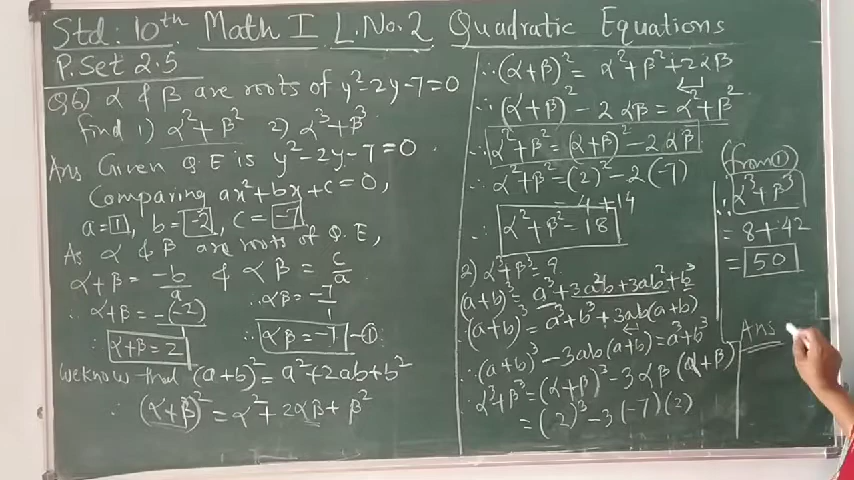 Std: 10th Math I L.No.2 Quadratic Equations
P.Set 2.5
Q6) α & β are roots of y²-2y-7=0
find 1) α²+β² 2) α³+β³
Ans Given Q.E is y²-2y-7=0.
Comparing ax²+bx+c=0,
a=1, b=-2, c=-7
As α & β are roots of Q.E,
α+β = -b/a & αβ = c/a
∴ α+β = -(-2) ∴ αβ = -7/1
∴ α+β = 2 ∴ αβ = -7 -①
we know that (a+b)² = a²+2ab+b²
∴ (α+β)² = α²+2αβ+β²
∴ (α+β)² = α²+β²+2αβ
∴ (α+β)² - 2αβ = α²+β²
∴ α²+β² = (α+β)² - 2αβ
∴ α²+β² = (2)² - 2(-7)
= 4+14
∴ α²+β² = 18
2) α³+β³ = ?
(a+b)³ = a³+3a²b+3ab²+b³
(a+b)³ = a³+b³+3ab(a+b)
∴ (a+b)³ - 3ab(a+b) = a³+b³
∴ α³+β³ = (α+β)³ - 3αβ(α+β)
= (2)³ - 3(-7)(2)
(from ①)
∴ α³+β³
= 8+42
= 50
Ans